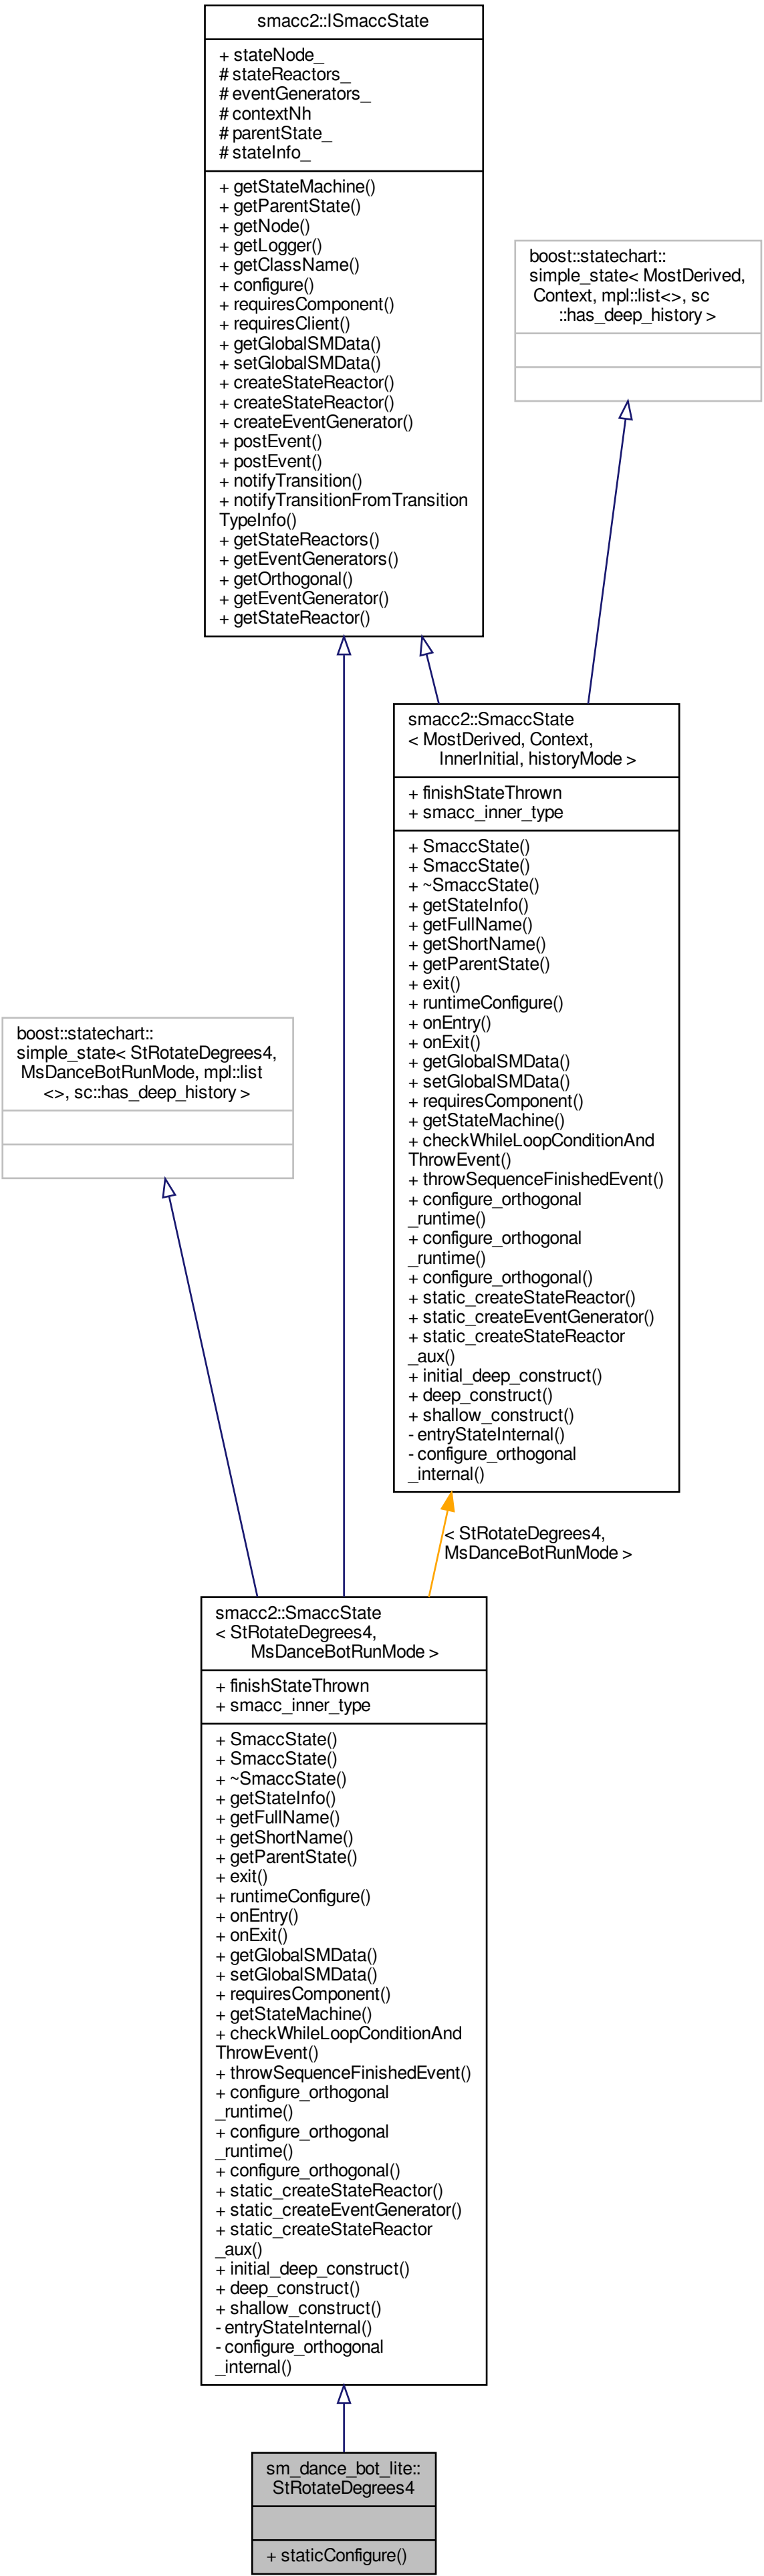 smacc2::ISmaccState
+ stateNode_
# stateReactors_
# eventGenerators_
# contextNh
# parentState_
# stateInfo_
+ getStateMachine()
+ getParentState()
+ getNode()
+ getLogger()
+ getClassName()
+ configure()
+ requiresComponent()
+ requiresClient()
+ getGlobalSMData()
+ setGlobalSMData()
+ createStateReactor()
+ createStateReactor()
+ createEventGenerator()
+ postEvent()
+ postEvent()
+ notifyTransition()
+ notifyTransitionFromTransition
TypeInfo()
+ getStateReactors()
+ getEventGenerators()
+ getOrthogonal()
+ getEventGenerator()
+ getStateReactor()
boost::statechart::
simple_state< MostDerived,
Context, mpl::list<>, sc
::has_deep_history >
smacc2::SmaccState
< MostDerived, Context,
InnerInitial, historyMode >
+ finishStateThrown
+ smacc_inner_type
+ SmaccState()
+ SmaccState()
+ ~SmaccState()
+ getStateInfo()
+ getFullName()
+ getShortName()
+ getParentState()
+ exit()
+ runtimeConfigure()
+ onEntry()
+ onExit()
+ getGlobalSMData()
+ setGlobalSMData()
+ requiresComponent()
+ getStateMachine()
+ checkWhileLoopConditionAnd
ThrowEvent()
+ throwSequenceFinishedEvent()
+ configure_orthogonal
_runtime()
+ configure_orthogonal
_runtime()
+ configure_orthogonal()
+ static_createStateReactor()
+ static_createEventGenerator()
+ static_createStateReactor
_aux()
+ initial_deep_construct()
+ deep_construct()
+ shallow_construct()
- entryStateInternal()
- configure_orthogonal
_internal()
boost::statechart::
simple_state< StRotateDegrees4,
MsDanceBotRunMode, mpl::list
<>, sc::has_deep_history >
< StRotateDegrees4,
MsDanceBotRunMode >
smacc2::SmaccState
< StRotateDegrees4,
MsDanceBotRunMode >
+ finishStateThrown
+ smacc_inner_type
+ SmaccState()
+ SmaccState()
+ ~SmaccState()
+ getStateInfo()
+ getFullName()
+ getShortName()
+ getParentState()
+ exit()
+ runtimeConfigure()
+ onEntry()
+ onExit()
+ getGlobalSMData()
+ setGlobalSMData()
+ requiresComponent()
+ getStateMachine()
+ checkWhileLoopConditionAnd
ThrowEvent()
+ throwSequenceFinishedEvent()
+ configure_orthogonal
_runtime()
+ configure_orthogonal
_runtime()
+ configure_orthogonal()
+ static_createStateReactor()
+ static_createEventGenerator()
+ static_createStateReactor
_aux()
+ initial_deep_construct()
+ deep_construct()
+ shallow_construct()
- entryStateInternal()
- configure_orthogonal
_internal()
sm_dance_bot_lite::
StRotateDegrees4
+ staticConfigure()